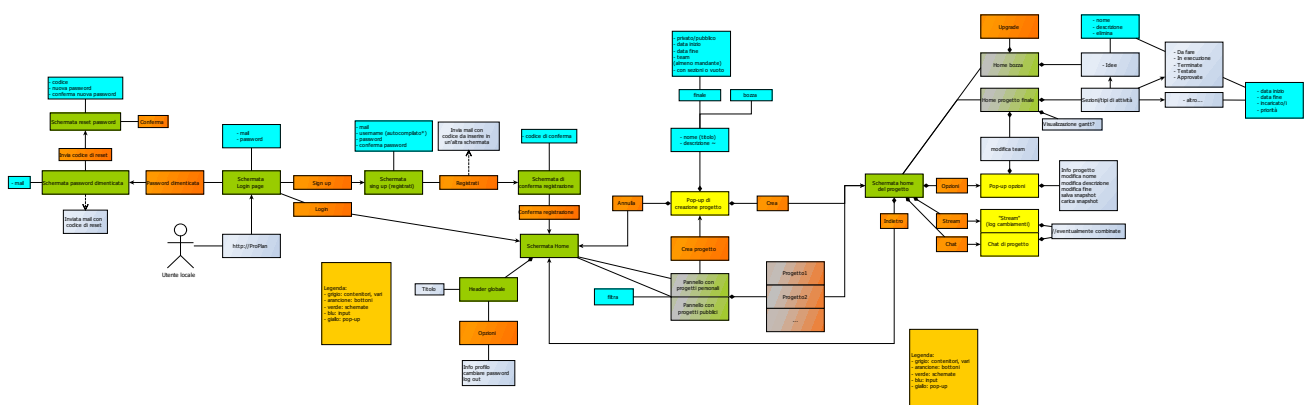 - codice
- nuova password
- conferma nuova password
Schermata reset password
Conferma
Invia codice di reset
- mail
Schermata password dimenticata
Password dimenticata
Inviata mail con
codice di reset
- mail
- password
Schermata
Login page
http://ProPlan
Utente locale
Sign up
Login
- mail
- username (autocompilato*)
- password
- conferma password
Schermata
sing up (registrati)
Invia mail con
codice da inserire in
un'altra schermata
Registrati
- codice di conferma
Schermata di
conferma registrazione
Conferma registrazione
Schermata Home
Titolo
Header globale
Opzioni
Info profilo
cambiare password
log out
Legenda:
- grigio: contenitori, vari
- arancione: bottoni
- verde: schermate
- blu: input
- giallo: pop-up
- privato/pubblico
- data inizio
- data fine
- team
(almeno mandante)
- con sezioni o vuoto
finale
bozza
- nome (titolo)
- descrizione ~
Annulla
Pop-up di
creazione progetto
Crea
Crea progetto
filtra
Pannello con
progetti personali
Pannello con
progetti pubblici
Progetto1
Progetto2
...
Schermata home
del progetto
Indietro
Opzioni
Stream
Chat
Upgrade
Home bozza
Home progetto finale
Visualizzazione gantt?
modifica team
Pop-up opzioni
Info progetto
modifica nome
modifica descrizione
modifica fine
salva snapshot
carica snapshot
"Stream"
(log cambiamenti)
Chat di progetto
//eventualmente combinate
- nome
- descrizione
- elimina
- Idee
Sezioni/tipi di attività
- Da fare
- In esecuzione
- Terminate
- Testate
- Approvate
- altro...
- data inizio
- data fine
- incaricato/i
- priorità
Legenda:
- grigio: contenitori, vari
- arancione: bottoni
- verde: schermate
- blu: input
- giallo: pop-up